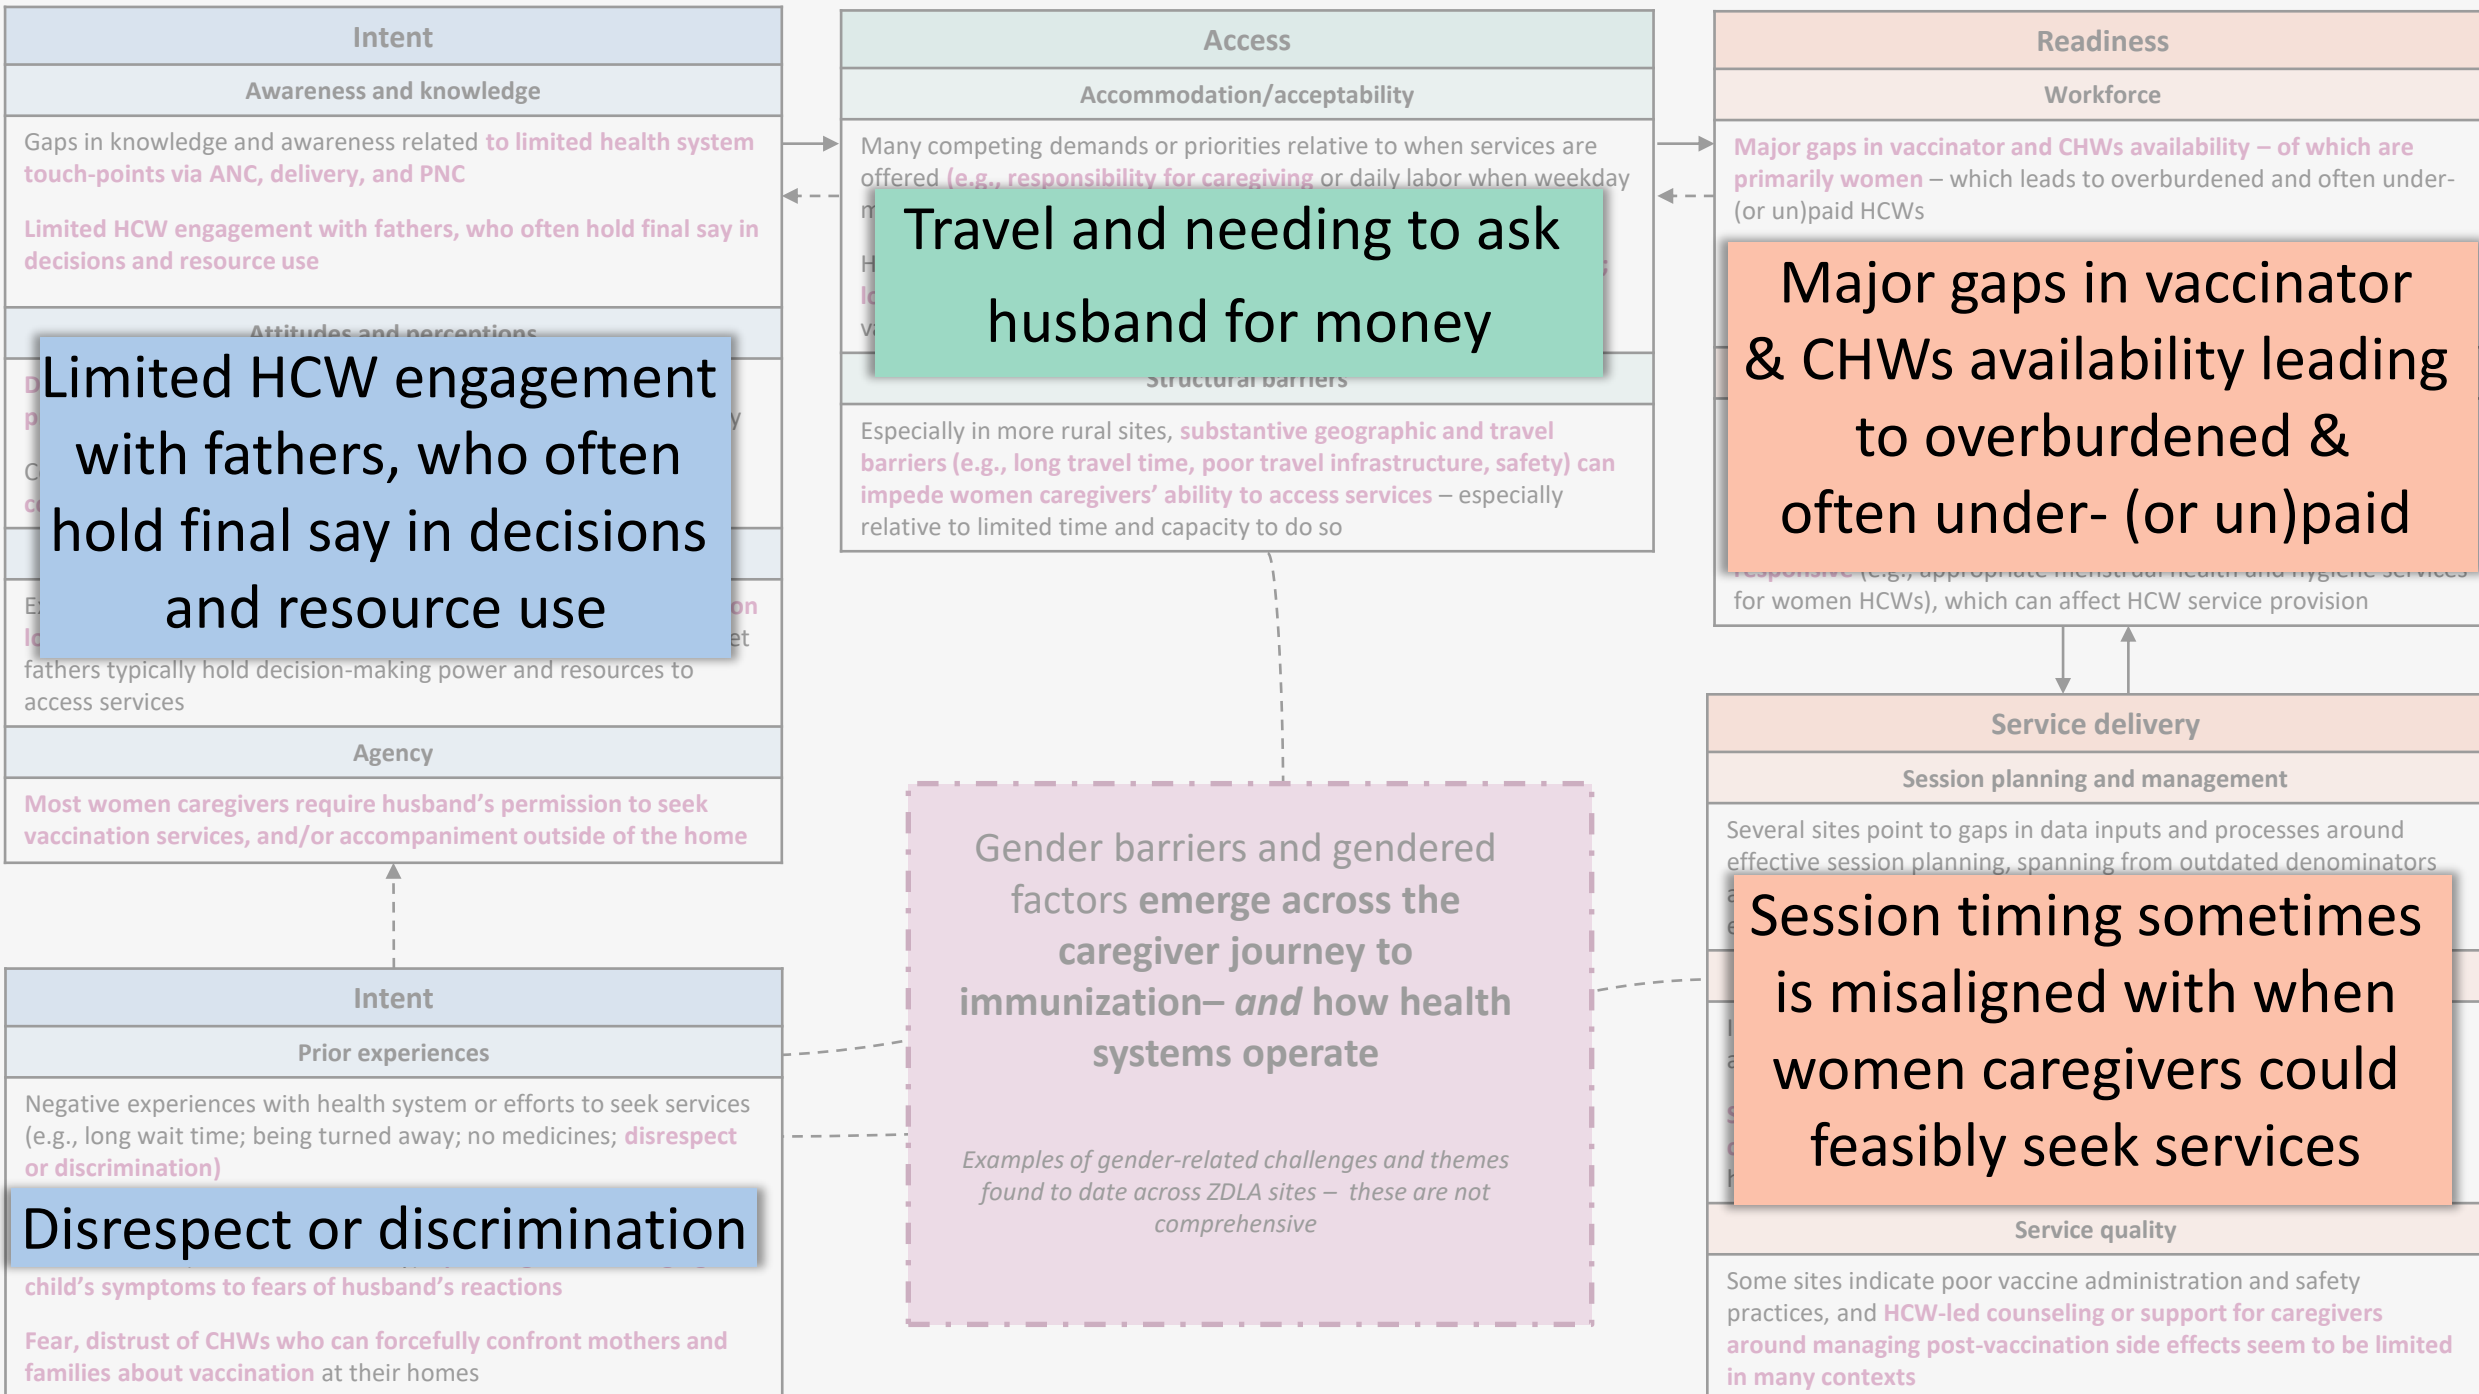 Intent
Awareness and knowledge
Gaps in knowledge and awareness related to limited health system
touch-points via ANC, delivery, and PNC
Limited HCW engagement with fathers, who often hold final say in
decisions and resource use
Attitudes and perceptions
Limited HCW engagement
with fathers, who often
hold final say in decisions
and resource use
fathers typically hold decision-making power and resources to
access services
Agency
Most women caregivers require husband's permission to seek
vaccination services, and/or accompaniment outside of the home
Intent
Prior experiences
Negative experiences with health system or efforts to seek services
(e.g., long wait time; being turned away; no medicines; disrespect
or discrimination)
Disrespect or discrimination
child's symptoms to fears of husband's reactions
Fear, distrust of CHWs who can forcefully confront mothers and
families about vaccination at their homes
Access
Accommodation/acceptability
Many competing demands or priorities relative to when services are
offered (e.g., responsibility for caregiving or daily labor when weekday
Travel and needing to ask
husband for money
Structural barriers
Especially in more rural sites, substantive geographic and travel
barriers (e.g., long travel time, poor travel infrastructure, safety) can
impede women caregivers' ability to access services – especially
relative to limited time and capacity to do so
Gender barriers and gendered
factors emerge across the
caregiver journey to
immunization– and how health
systems operate
Examples of gender-related challenges and themes
found to date across ZDLA sites – these are not
comprehensive
Readiness
Workforce
Major gaps in vaccinator and CHWs availability – of which are
primarily women – which leads to overburdened and often under-
(or un)paid HCWs
Major gaps in vaccinator
& CHWs availability leading
to overburdened &
often under- (or un)paid
responsive (e.g., appropriate menstrual health and hygiene services
for women HCWs), which can affect HCW service provision
Service delivery
Session planning and management
Several sites point to gaps in data inputs and processes around
effective session planning, spanning from outdated denominators
Session timing sometimes
is misaligned with when
women caregivers could
feasibly seek services
Service quality
Some sites indicate poor vaccine administration and safety
practices, and HCW-led counseling or support for caregivers
around managing post-vaccination side effects seem to be limited
in many contexts